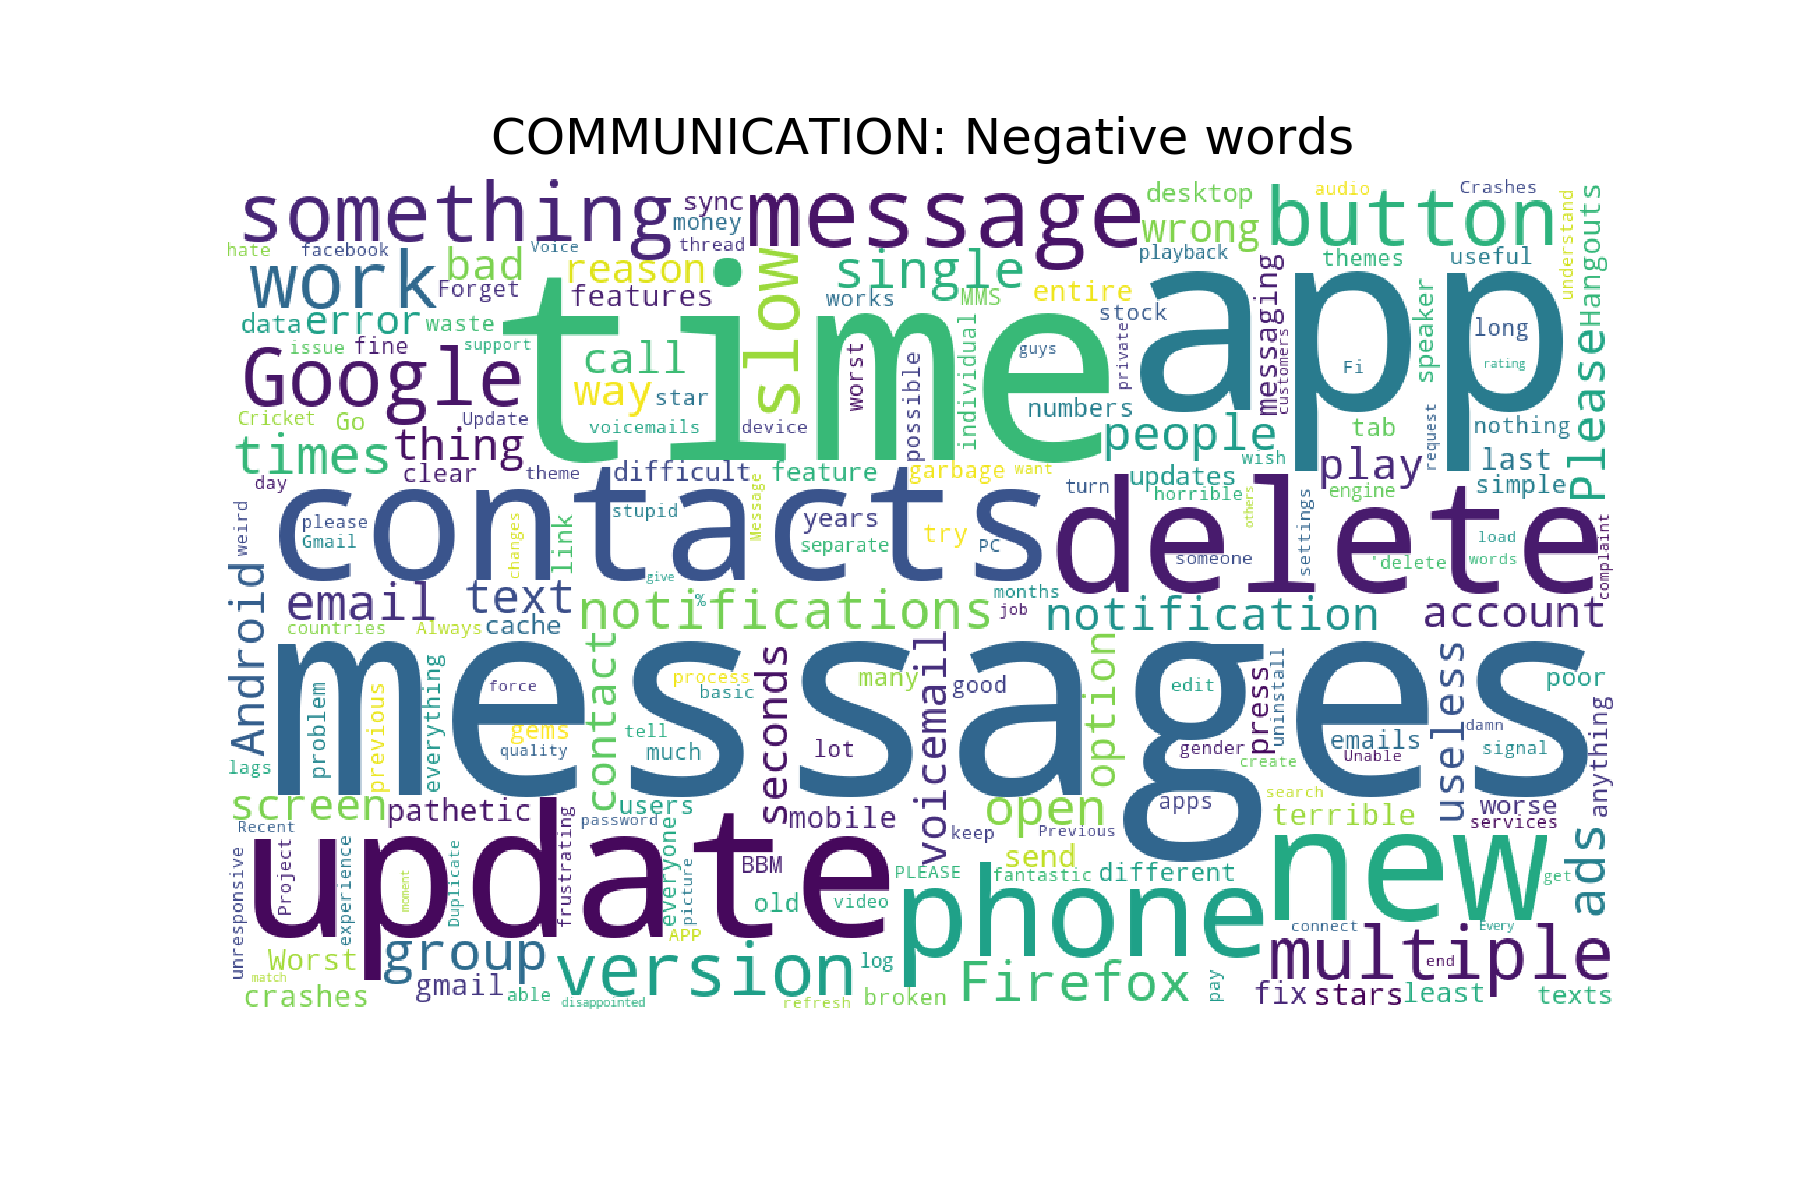 COMMUNICATION: Negative words
something
sync
money
thread
message
desktop
wrong
button
audio
Crashes
understand
Hangouts
hate
facebook
Voice
bad
reason
slow
single
playback
themes
useful
work
Forget
features
works
MMS
entire
stock
messaging
speaker
long
data
error
waste
time
app
issue
fine
support
call
worst
possible
individual
guys
private
customers
Fi
rating
Please
Google
way
star
numbers
Cricket
Go
Update
voicemails
device
people
tab
request
nothing
times
thing
wish
play
last
clear
theme
difficult
feature
garbage
want
updates
turn
horrible
others
engine
simple
day
contacts
delete
please
Gmail
weird
changes
link
stupid
Message
years
separate
try
PC
someone
settings
'delete
load
words
complaint
give
email
text
notifications
%
months
job
notification
account
countries
Always
cache
Android
messages
contact
seconds
voicemail
option
useless
problem
previous
everything
force
gems
quality
process
basic
tell
much
many
lot
good
edit
gender
press
uninstall
create
emails
Unable
damn
signal
poor
anything
lags
screen
pathetic
users
password
mobile
keep
open
Previous
apps
search
terrible
worse
services
Recent
update
frustrating
everyone
picture
BBM
old
video
PLEASE
send
fantastic
different
new
get
ads
unresponsive
Project
experience
moment
Duplicate
APP
phone
connect
Every
Worst
match
group
version
log
Firefox
pay
multiple
end
crashes
gmail
able
disappointed
refresh
broken
fix
stars
least
texts